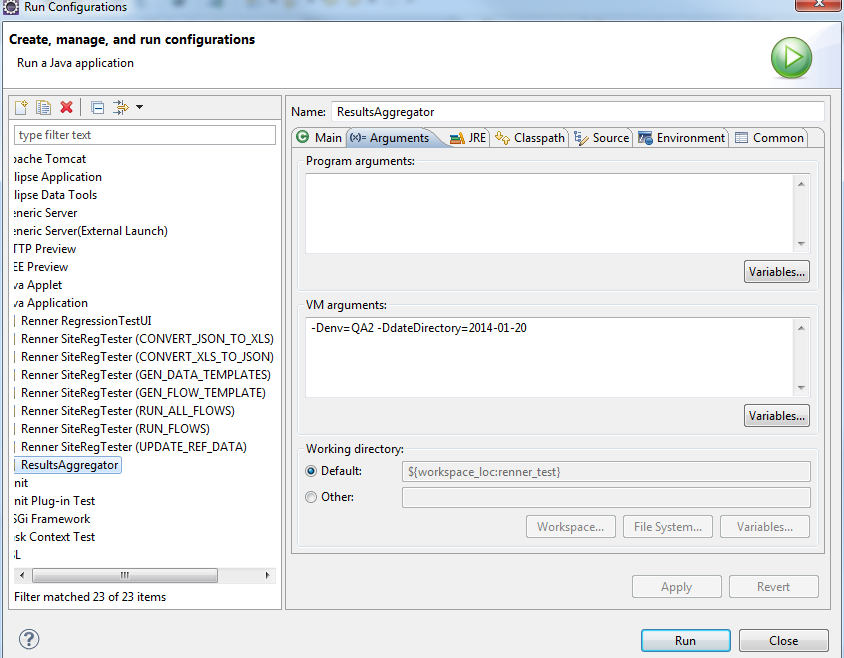 Run Configurations
x
Create, manage, and run configurations
Run a Java application
type filter text
pache Tomcat
lipse Application
lipse Data Tools
eneric Server
eneric Server(External Launch)
TTP Preview
EE Preview
va Applet
va Application
Renner RegressionTestUI
Renner SiteRegTester (CONVERT_JSON_TO_XLS)
Renner SiteRegTester (CONVERT_XLS_TO_JSON)
Renner SiteRegTester (GEN_DATA_TEMPLATES)
Renner SiteRegTester (GEN_FLOW_TEMPLATE)
Renner SiteRegTester (RUN_ALL_FLOWS)
Renner SiteRegTester (RUN_FLOWS)
Renner SiteRegTester (UPDATE_REF_DATA)
ResultsAggregator
nit
nit Plug-in Test
SGi Framework
sk Context Test
L
Filter matched 23 of 23 items
Name: ResultsAggregator
Main (x)= Arguments JRE Classpath Source Environment Common
Program arguments:
Variables...
VM arguments:
-Denv=QA2 -DdateDirectory=2014-01-20
Variables...
Working directory:
Default: ${workspace_loc:renner_test}
Other:
Workspace... File System... Variables...
Apply Revert
? Run Close